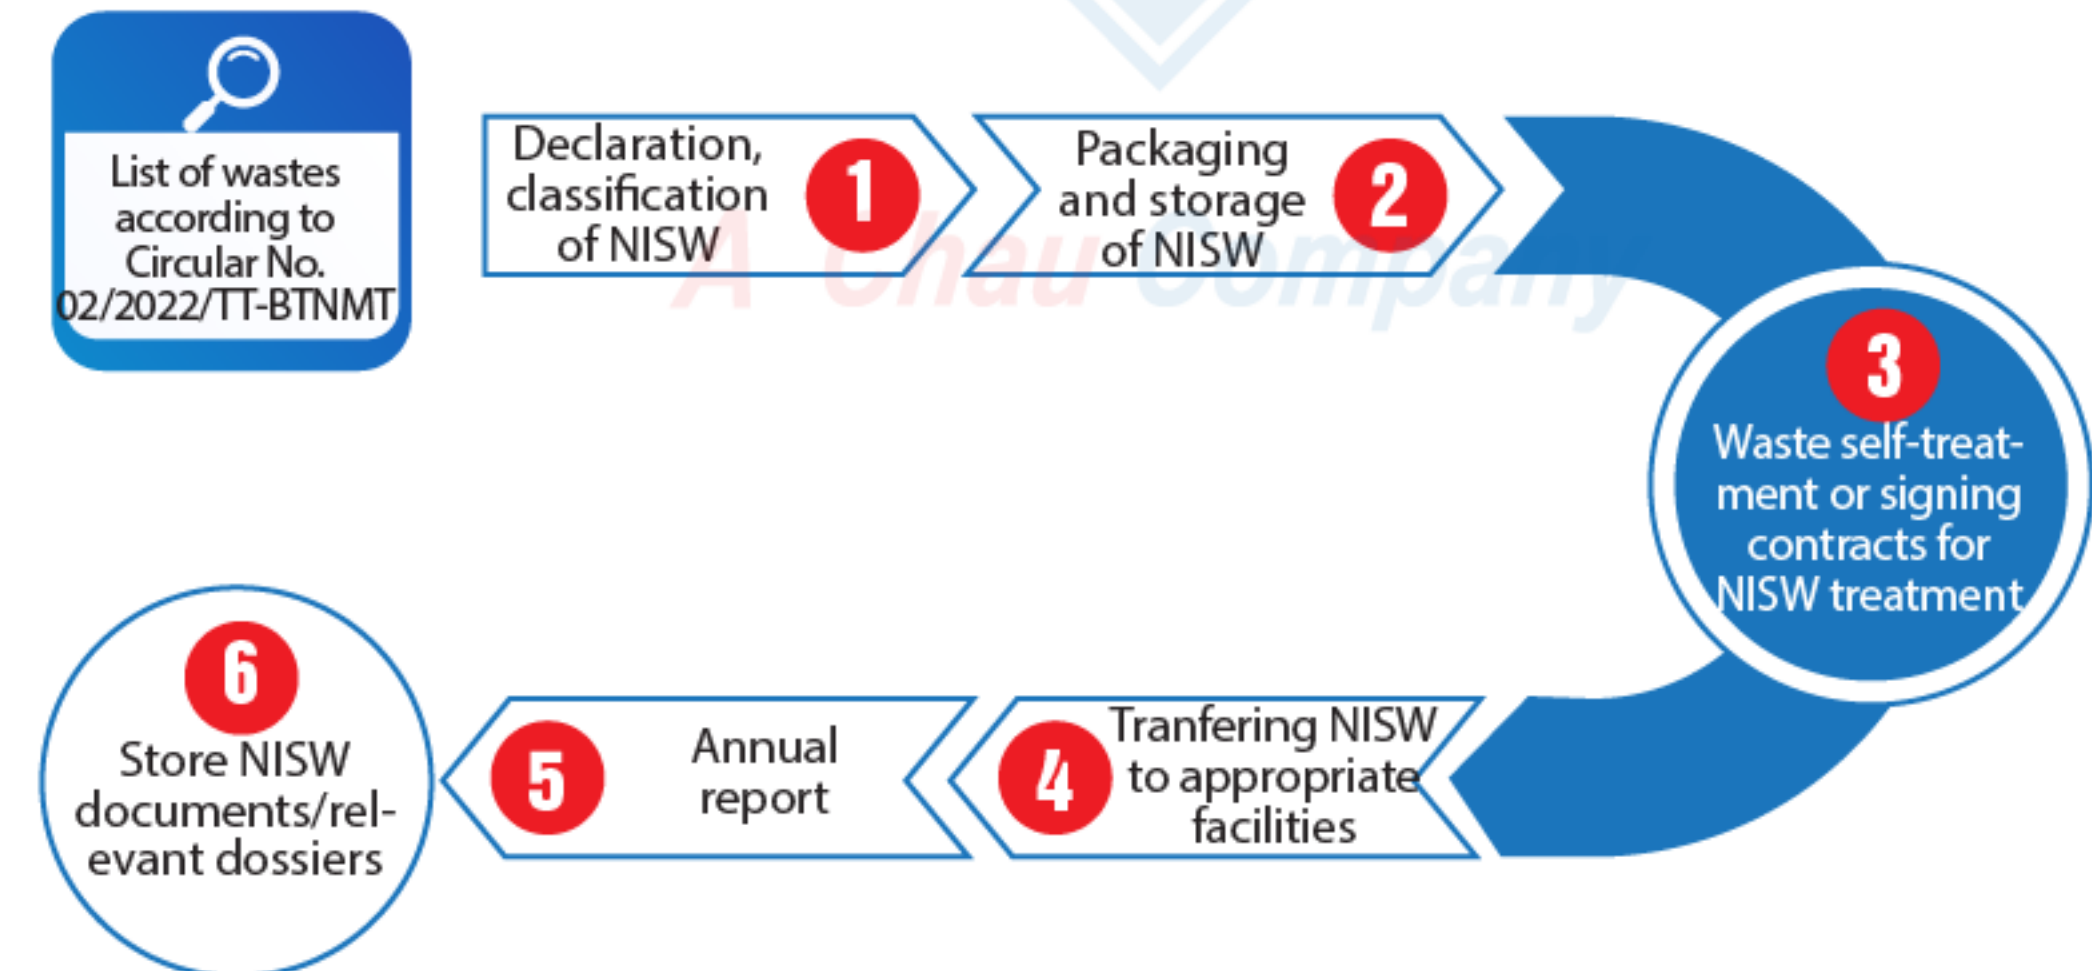 List of wastes
according to
Circular No.
02/2022/TT-BTNMT
Declaration,
classification
of NISW
1
Packaging
and storage
of NISW
2
A Chau Company
3
Waste self-treat-
ment or signing
contracts for
NISW treatment
4
Tranfering NISW
to appropriate
facilities
5
Annual
report
6
Store NISW
documents/rel-
evant dossiers